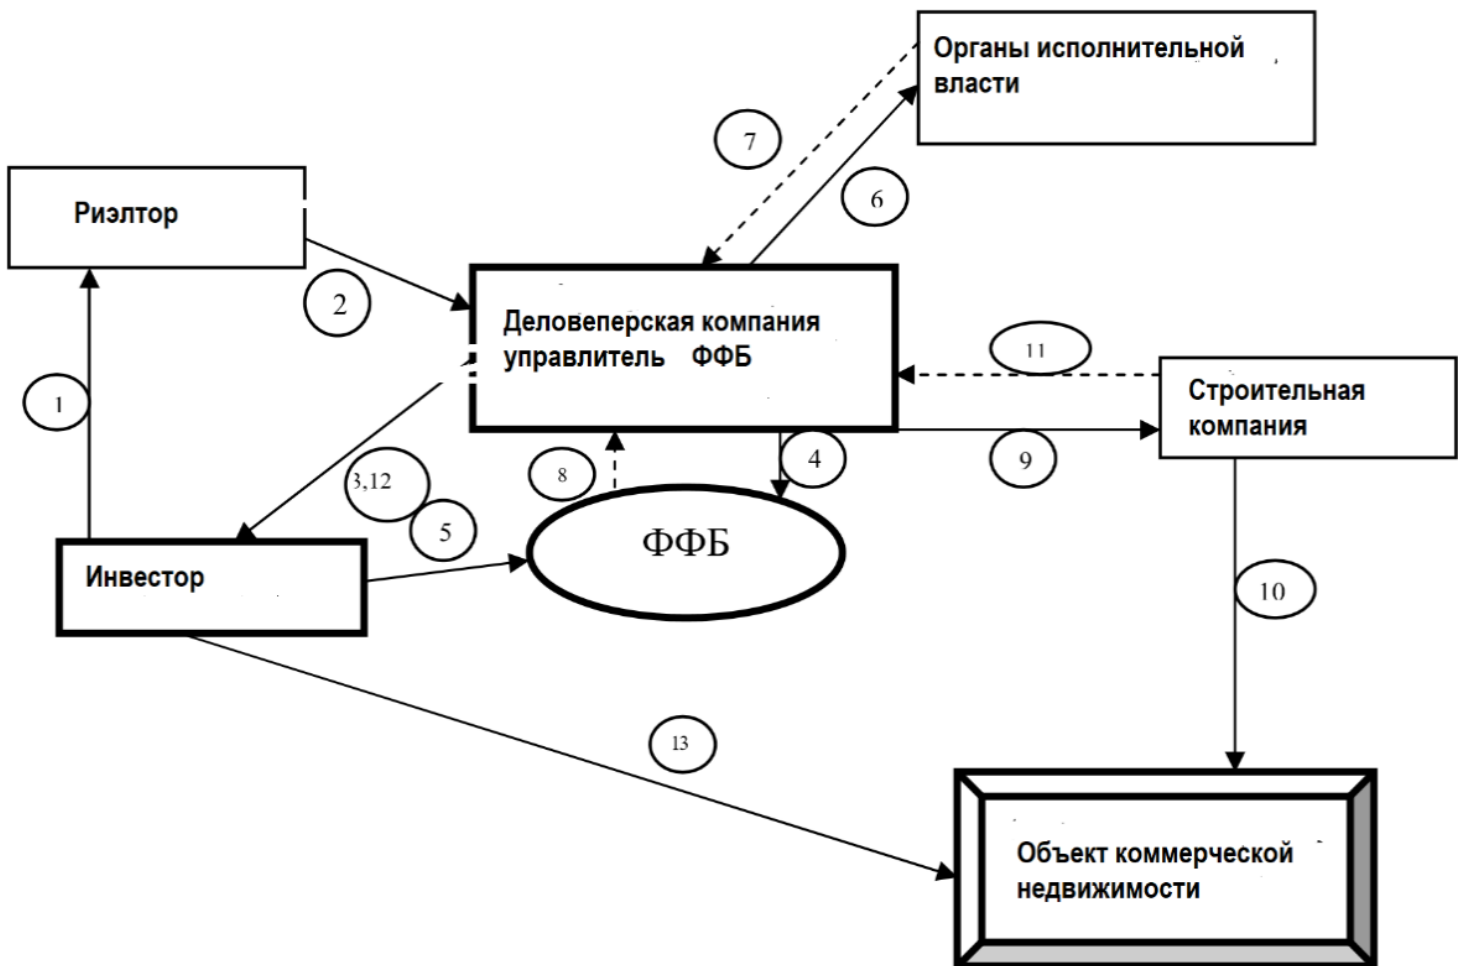 Органы исполнительной
власти
7
6
Риэлтор
2
Деловеперская компания
управлитель ФФБ
11
Строительная
компания
1
3,12
8
4
9
5
ФФБ
Инвестор
10
13
Объект коммерческой
недвижимости